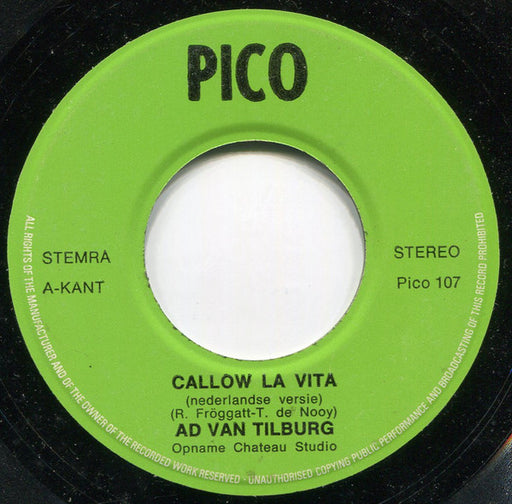 PICO
STEMRA
A-KANT
STEREO
Pico 107
CALLOW LA VITA
(nederlandse versie)
(R. Fröggatt-T. de Nooy)
AD VAN TILBURG
Opname Chateau Studio
ALL RIGHTS OF THE MANUFACTURER AND OF THE OWNER OF THE RECORDED WORK RESERVED - UNAUTHORISED COPYING PUBLIC PERFORMANCE AND BROADCASTING OF THIS RECORD PROHIBITED